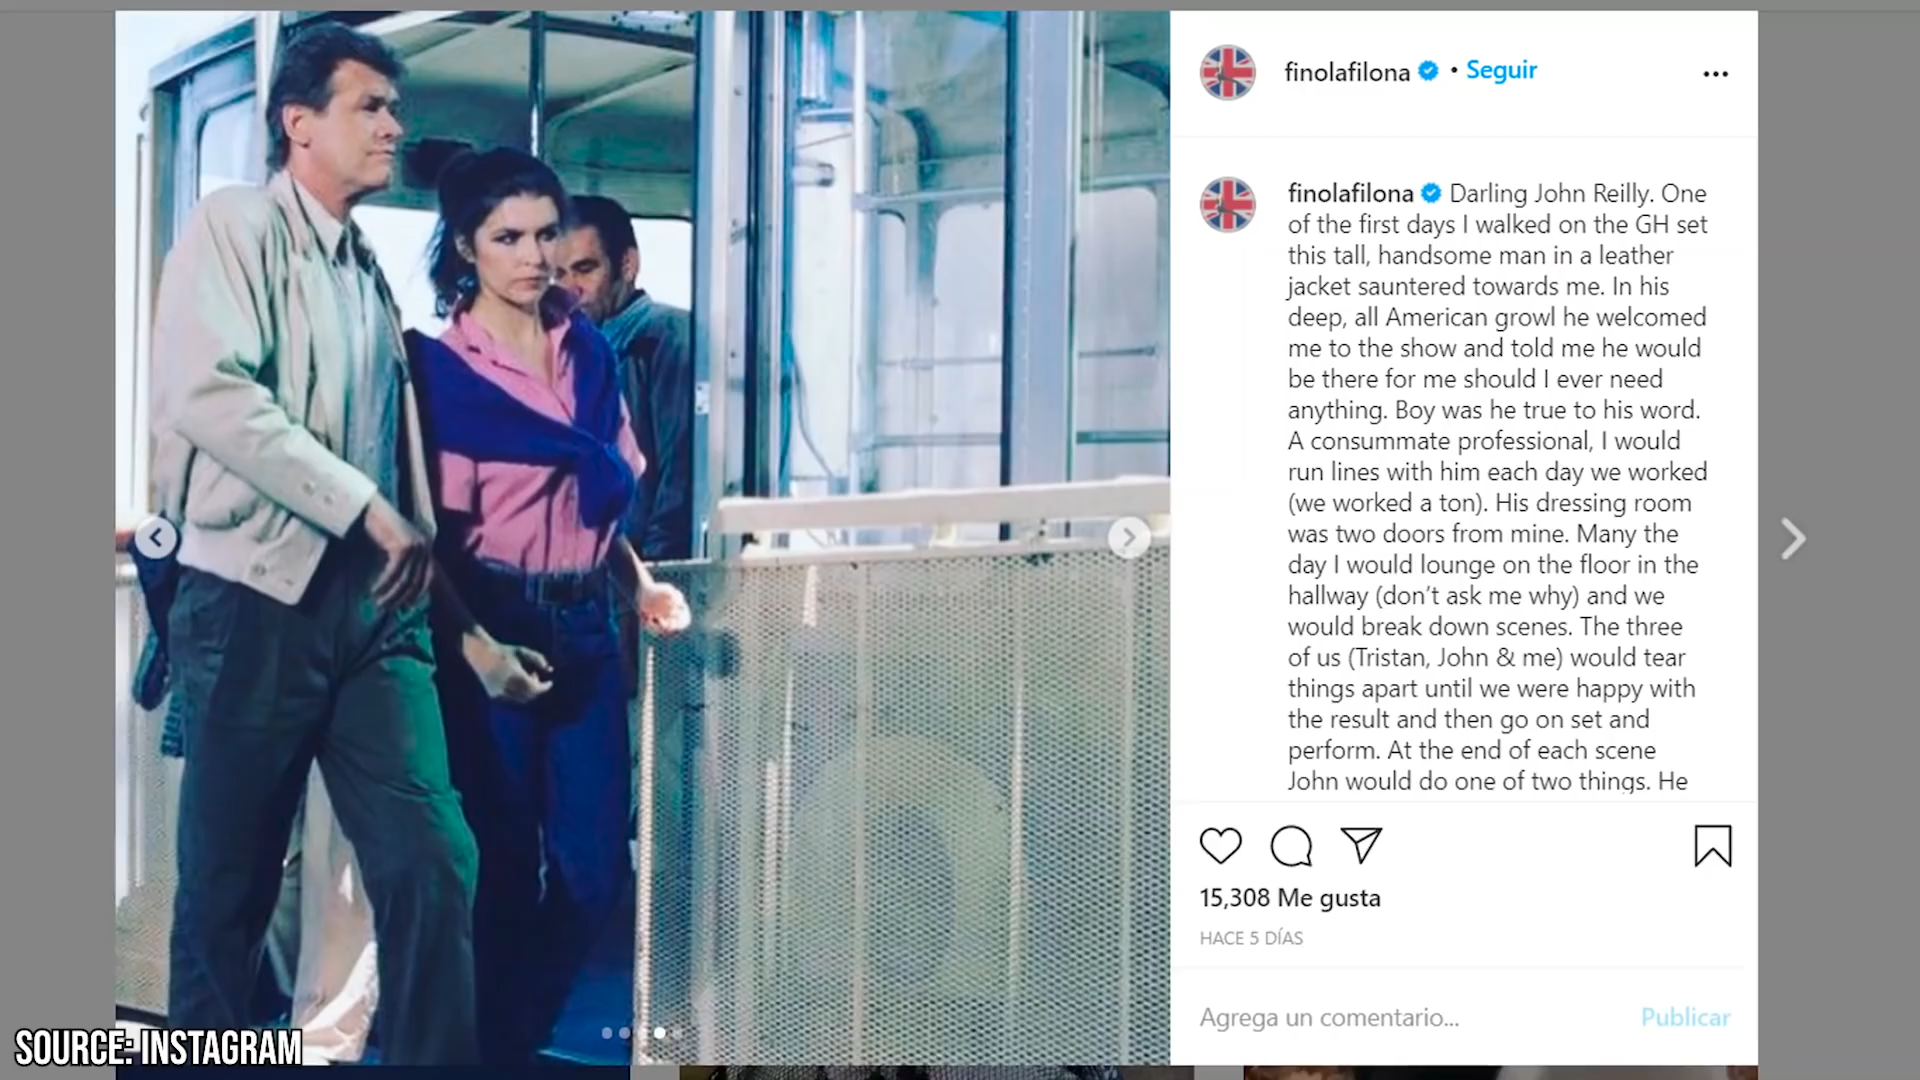 finolafilona • Seguir
finolafilona Darling John Reilly. One
of the first days I walked on the GH set
this tall, handsome man in a leather
jacket sauntered towards me. In his
deep, all American growl he welcomed
me to the show and told me he would
be there for me should I ever need
anything. Boy was he true to his word.
A consummate professional, I would
run lines with him each day we worked
(we worked a ton). His dressing room
was two doors from mine. Many the
day I would lounge on the floor in the
hallway (don't ask me why) and we
would break down scenes. The three
of us (Tristan, John & me) would tear
things apart until we were happy with
the result and then go on set and
perform. At the end of each scene
John would do one of two things. He
15,308 Me gusta
HACE 5 DÍAS
Agrega un comentario... Publicar
SOURCE: INSTAGRAM